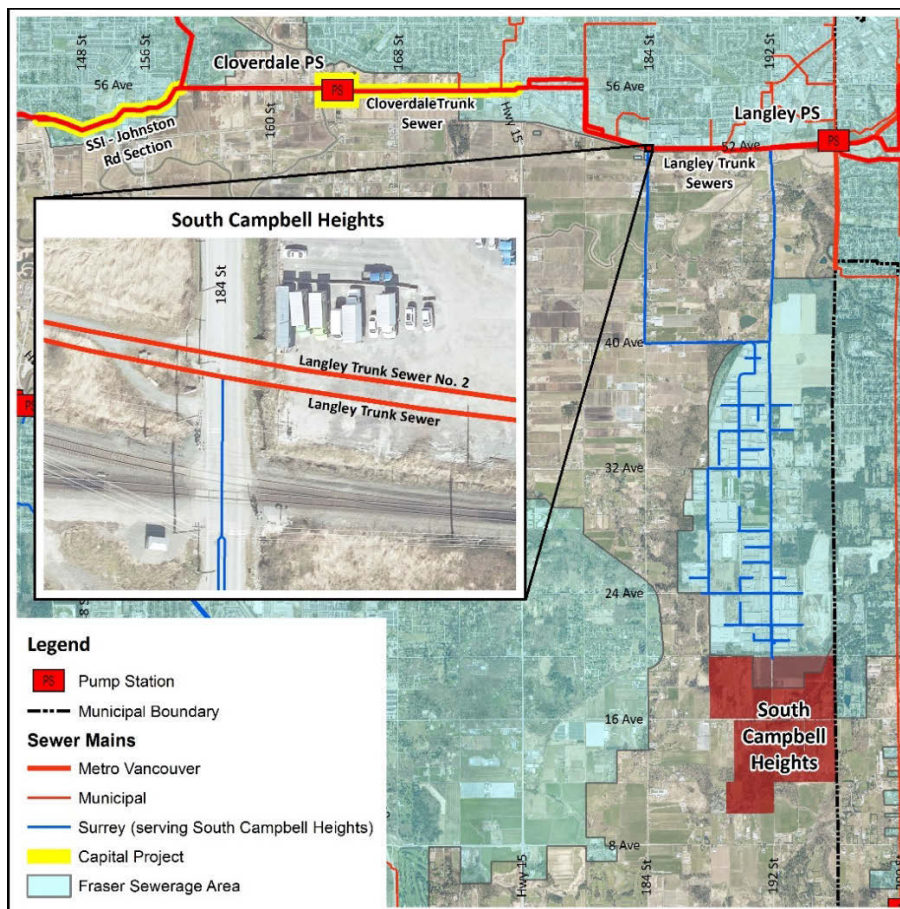 148 St
156 St
Cloverdale PS
168 St
184 St
192 St
56 Ave
PS
56 Ave
160 St
Cloverdale Trunk
Sewer
Hwy 15
Langley PS
PS
SSI - Johnston
Rd Section
52 Ave
Langley Trunk
Sewers
South Campbell Heights
184 St
Langley Trunk Sewer No. 2
Langley Trunk Sewer
40 Ave
32 Ave
24 Ave
16 Ave
South
Campbell
Heights
8 Ave
Hwy 15
184 St
192 St
Legend
PS
Pump Station
Municipal Boundary
Sewer Mains
Metro Vancouver
Municipal
Surrey (serving South Campbell Heights)
Capital Project
Fraser Sewerage Area